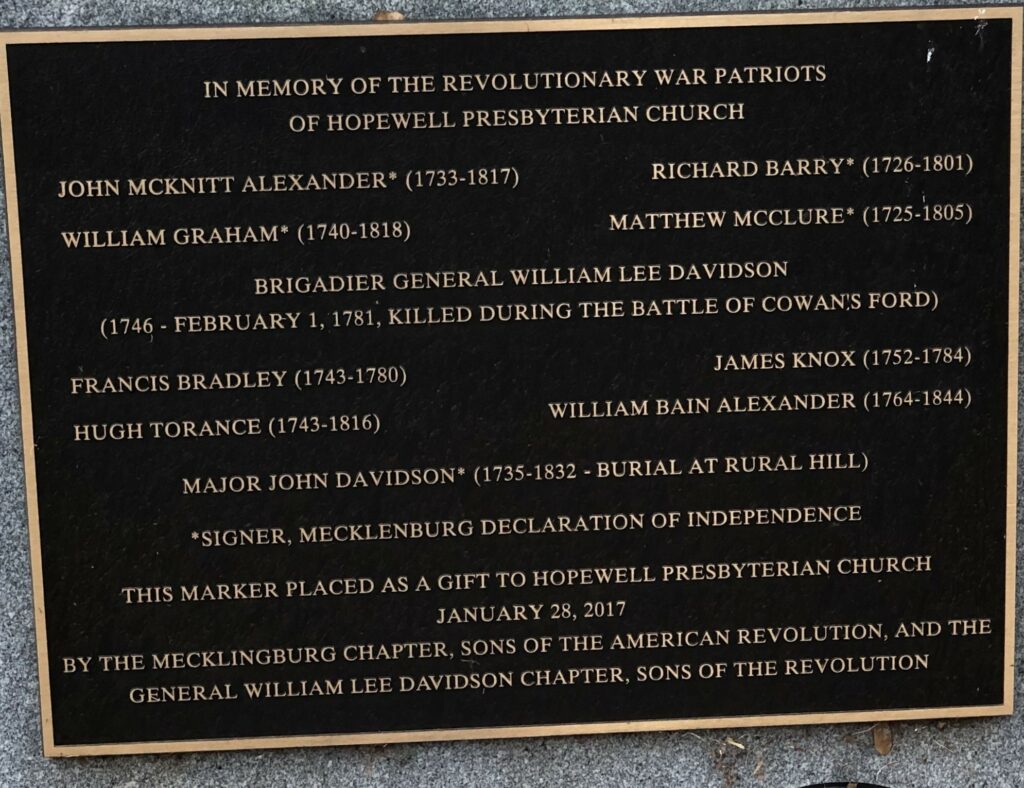 IN MEMORY OF THE REVOLUTIONARY WAR PATRIOTS
OF HOPEWELL PRESBYTERIAN CHURCH
JOHN MCKNITT ALEXANDER* (1733-1817) RICHARD BARRY* (1726-1801)
WILLIAM GRAHAM* (1740-1818) MATTHEW MCCLURE* (1725-1805)
BRIGADIER GENERAL WILLIAM LEE DAVIDSON
(1746 - FEBRUARY 1, 1781, KILLED DURING THE BATTLE OF COWAN'S FORD)
FRANCIS BRADLEY (1743-1780) JAMES KNOX (1752-1784)
HUGH TORANCE (1743-1816) WILLIAM BAIN ALEXANDER (1764-1844)
MAJOR JOHN DAVIDSON* (1735-1832 - BURIAL AT RURAL HILL)
*SIGNER, MECKLENBURG DECLARATION OF INDEPENDENCE
THIS MARKER PLACED AS A GIFT TO HOPEWELL PRESBYTERIAN CHURCH
JANUARY 28, 2017
BY THE MECKLINGBURG CHAPTER, SONS OF THE AMERICAN REVOLUTION, AND THE
GENERAL WILLIAM LEE DAVIDSON CHAPTER, SONS OF THE REVOLUTION